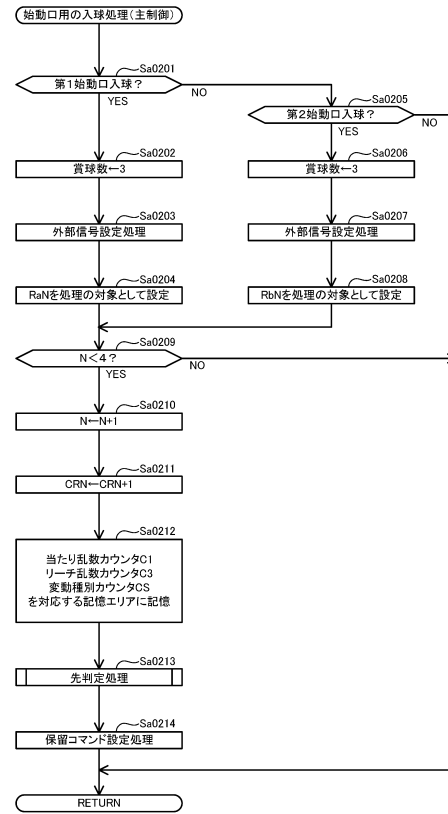 始動口用の入球処理(主制御)
Sa0201
第1始動口入球?
NO
YES
Sa0205
第2始動口入球?
NO
YES
Sa0202
賞球数←3
Sa0206
賞球数←3
Sa0203
外部信号設定処理
Sa0207
外部信号設定処理
Sa0204
RaNを処理の対象として設定
Sa0208
RbNを処理の対象として設定
Sa0209
N<4?
NO
YES
Sa0210
N←N+1
Sa0211
CRN←CRN+1
Sa0212
当たり乱数カウンタC1
リーチ乱数カウンタC3
変動種別カウンタCS
を対応する記憶エリアに記憶
Sa0213
先判定処理
Sa0214
保留コマンド設定処理
RETURN